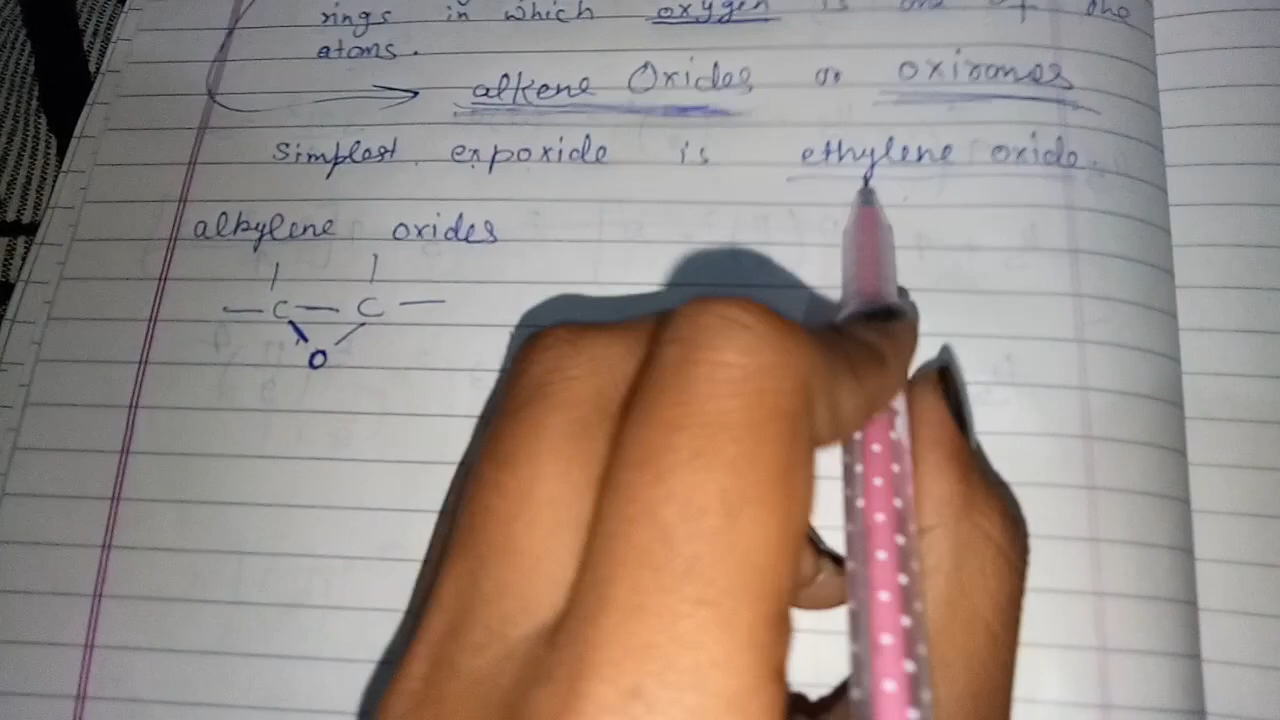 rings in which oxygen is one of the
atoms.
alkene Oxides or oxiranes
Simplest expoxide is ethylene oxide.
alkylene oxides
— C — C —
O